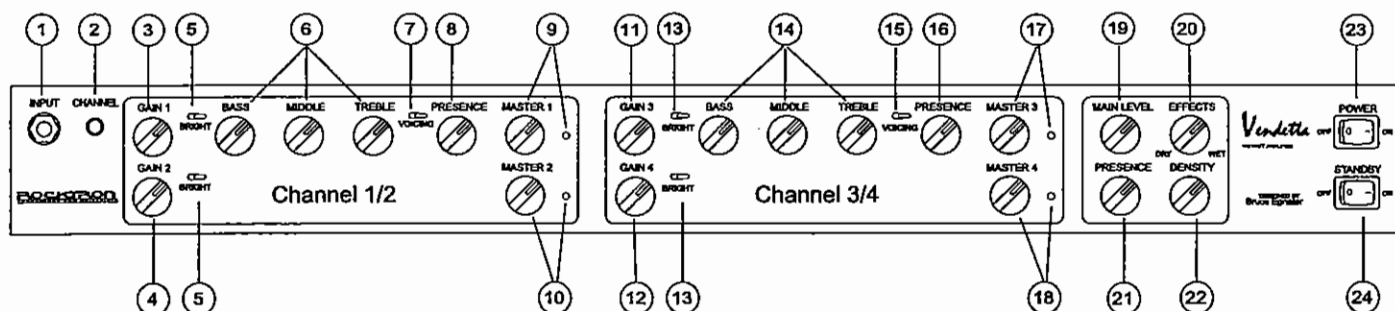 1 2 3 5 6 7 8 9 11 13 14 15 16 17 19 20 23
INPUT CHANNEL GAIN 1 BRIGHT BASS MIDDLE TREBLE VOICING PRESENCE MASTER 1 GAIN 3 BRIGHT BASS MIDDLE TREBLE VOICING PRESENCE MASTER 3 MAIN LEVEL EFFECTS DRY WET Vendetta POWER OFF ON
ROCKTRON GAIN 2 BRIGHT Channel 1/2 MASTER 2 GAIN 4 BRIGHT Channel 3/4 MASTER 4 PRESENCE DENSITY DESIGNED BY STANDBY OFF ON
Bruce Egnater
4 5 10 12 13 18 21 22 24